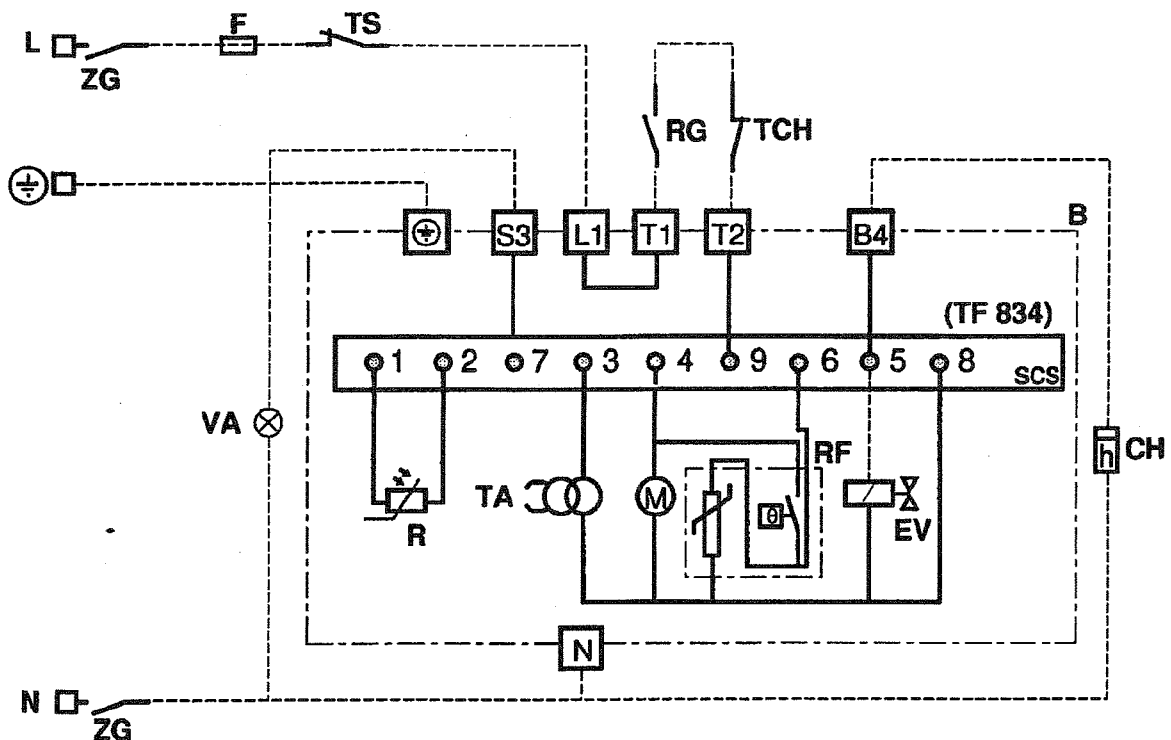 L
F
TS
ZG
RG
TCH
S3
L1
T1
T2
B4
B
(TF 834)
1
2
7
3
4
9
6
5
8
SCS
VA
RF
h
CH
TA
M
θ
R
EV
N
N
ZG